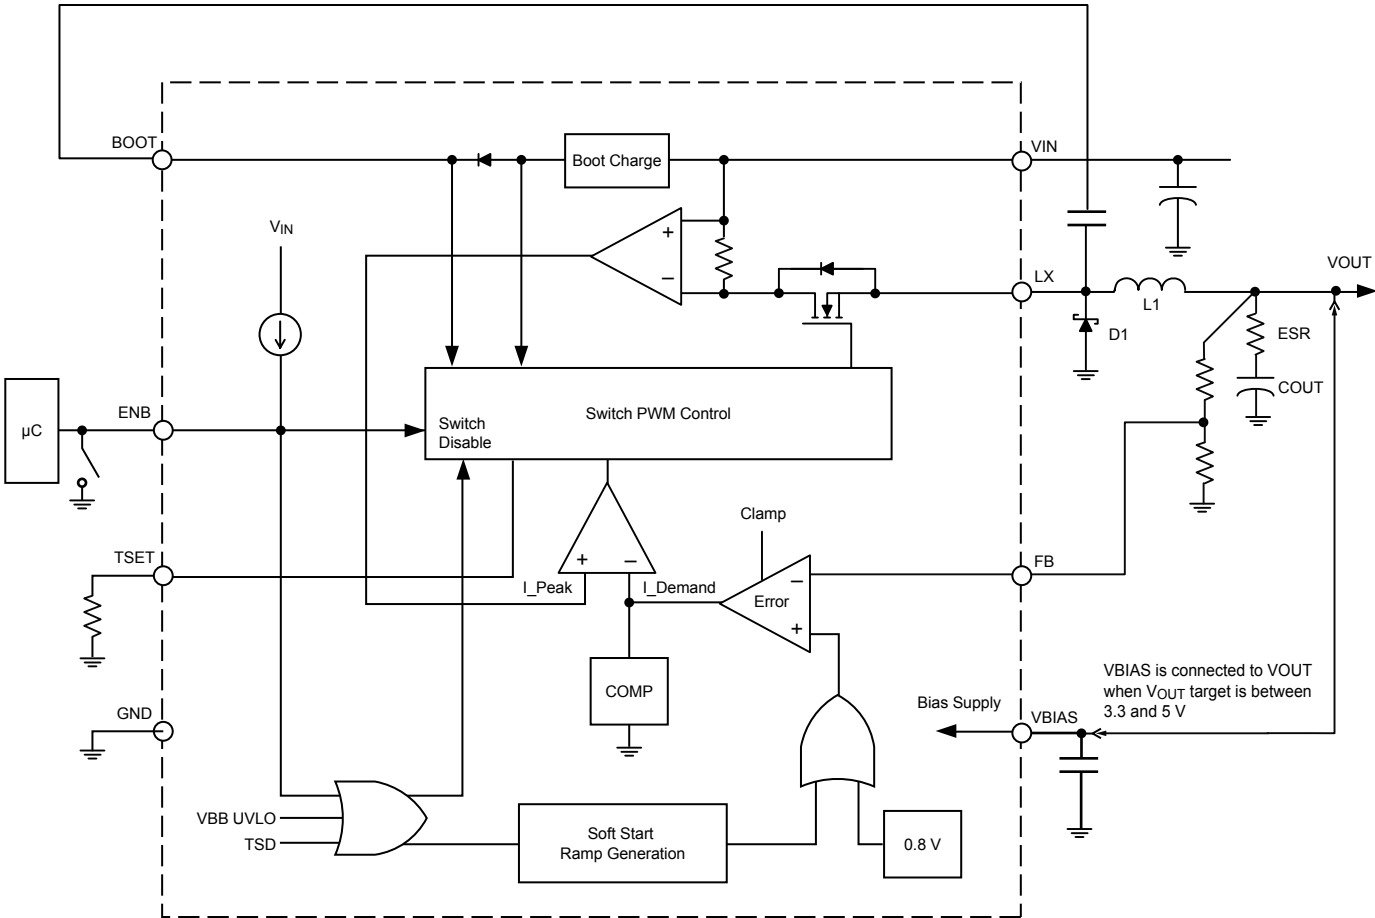 BOOT
Boot Charge
VIN
VIN
+
−
LX
VOUT
L1
D1
ESR
COUT
µC
ENB
Switch
Disable
Switch PWM Control
Clamp
TSET
+
−
I_Peak
I_Demand
−
Error
+
FB
COMP
GND
Bias Supply
VBIAS
VBIAS is connected to VOUT
when VOUT target is between
3.3 and 5 V
VBB UVLO
TSD
Soft Start
Ramp Generation
0.8 V